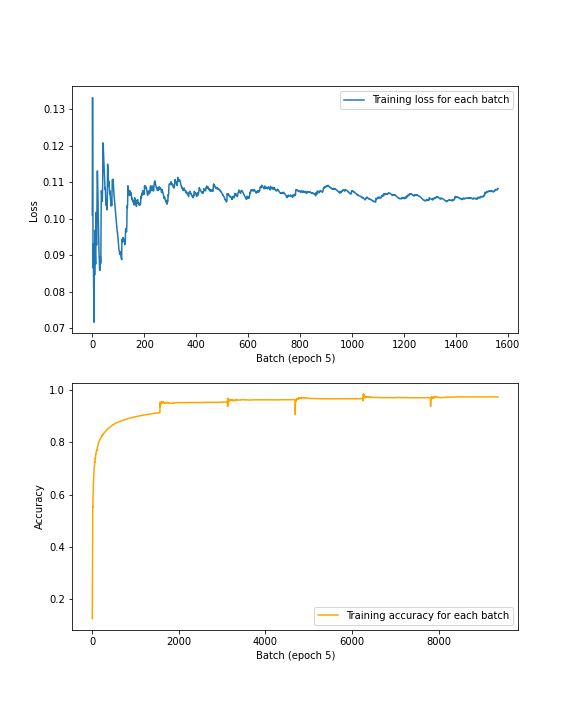 Training loss for each batch
0.13
0.12
0.11
0.10
0.09
0.08
0.07
Loss
0 200 400 600 800 1000 1200 1400 1600
Batch (epoch 5)
1.0
0.8
0.6
0.4
0.2
Accuracy
Training accuracy for each batch
0 2000 4000 6000 8000
Batch (epoch 5)